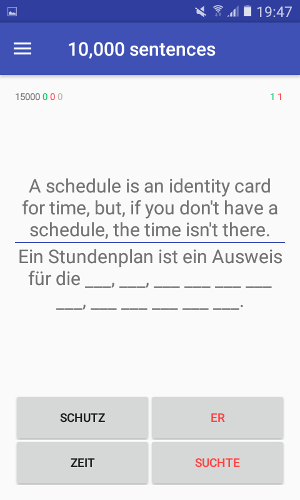 19:47
10,000 sentences
15000 0 0 0 1 1
A schedule is an identity card
for time, but, if you don't have a
schedule, the time isn't there.
Ein Stundenplan ist ein Ausweis
für die ___, ___, ___ ___ ___ ___
___, ___ ___ ___ ___ ___.
SCHUTZ ER
ZEIT SUCHTE